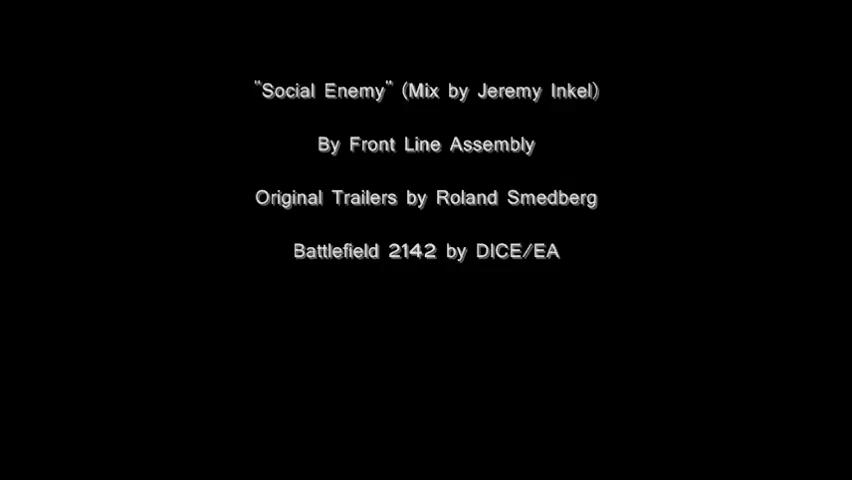 "Social Enemy" (Mix by Jeremy Inkel)
By Front Line Assembly
Original Trailers by Roland Smedberg
Battlefield 2142 by DICE/EA